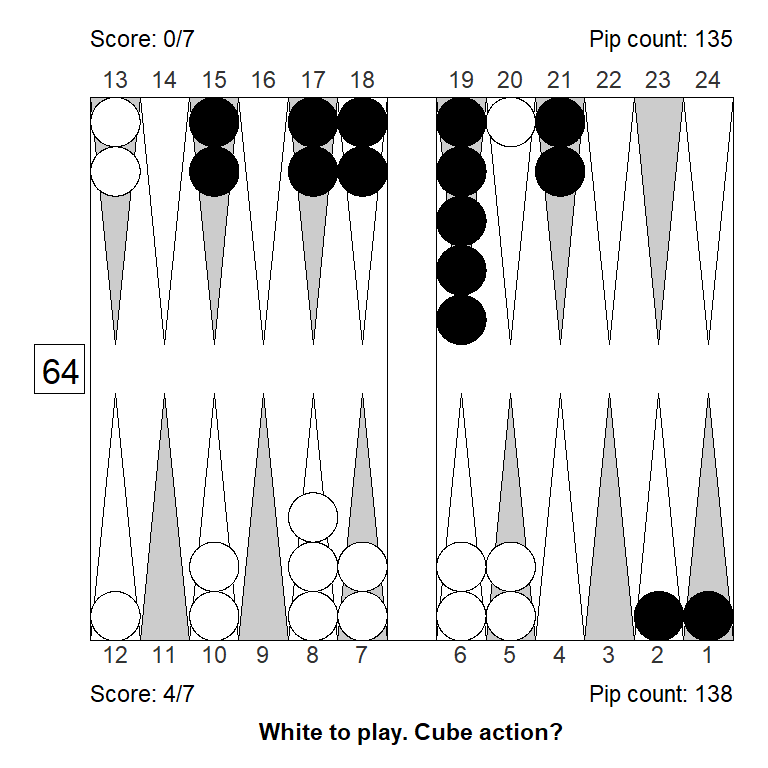 Score: 0/7 Pip count: 135
13 14 15 16 17 18 19 20 21 22 23 24
64
12 11 10 9 8 7 6 5 4 3 2 1
Score: 4/7 Pip count: 138
White to play. Cube action?